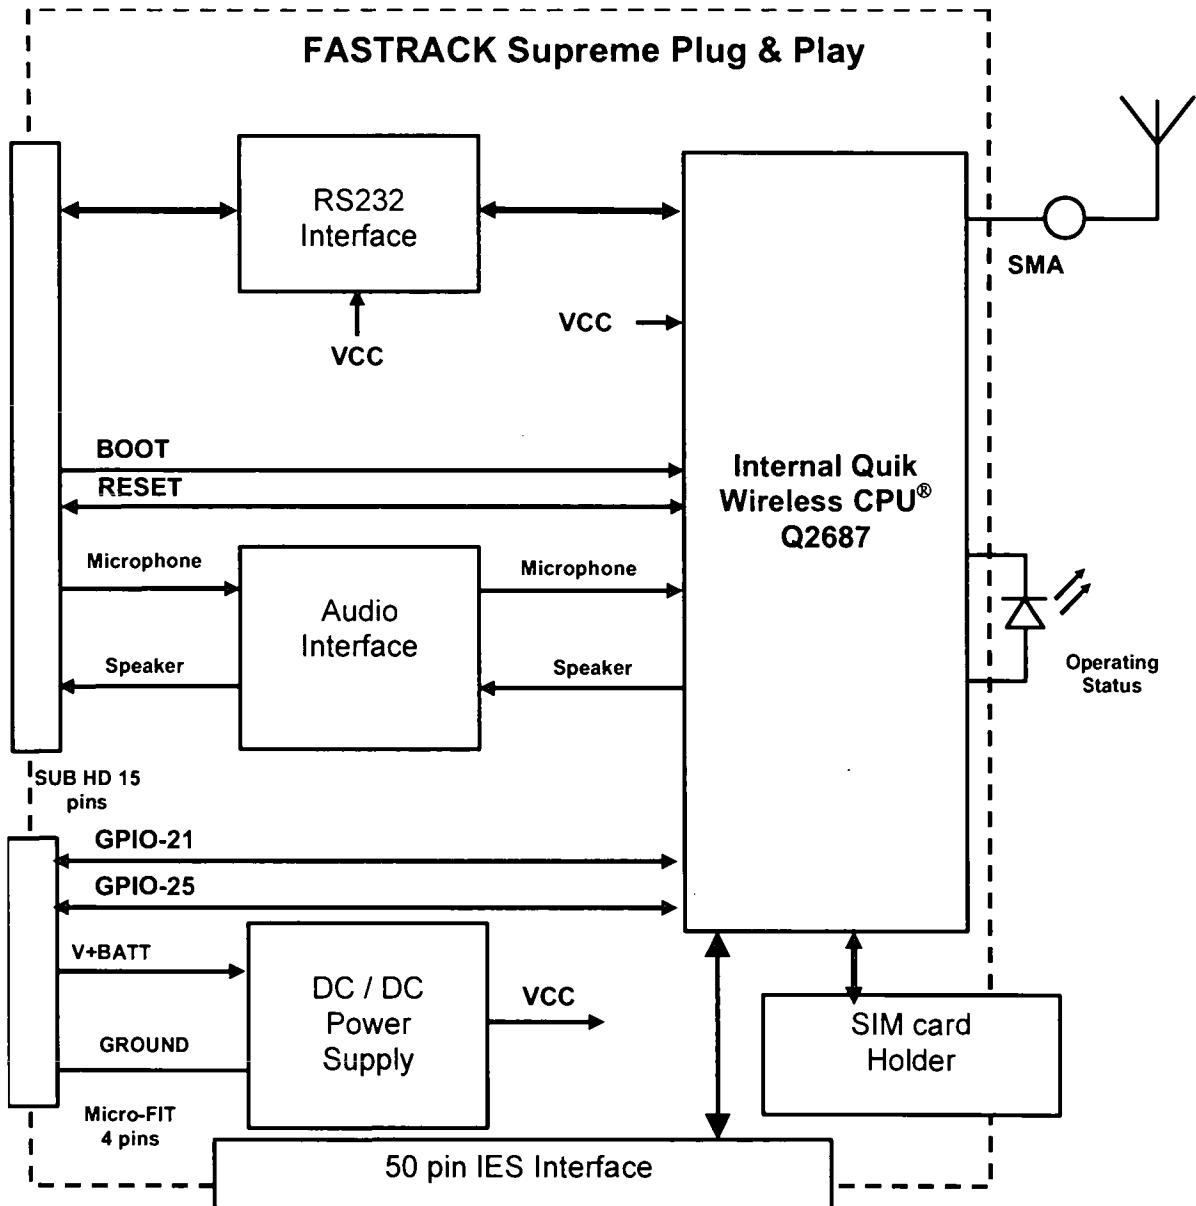 FASTRACK Supreme Plug & Play
RS232
Interface
SMA
VCC
VCC
BOOT
RESET
Internal Quik
Wireless CPU®
Q2687
Microphone
Microphone
Audio
Interface
Speaker
Speaker
Operating
Status
SUB HD 15
pins
GPIO-21
GPIO-25
V+BATT
DC / DC
Power
Supply
VCC
GROUND
SIM card
Holder
Micro-FIT
4 pins
50 pin IES Interface